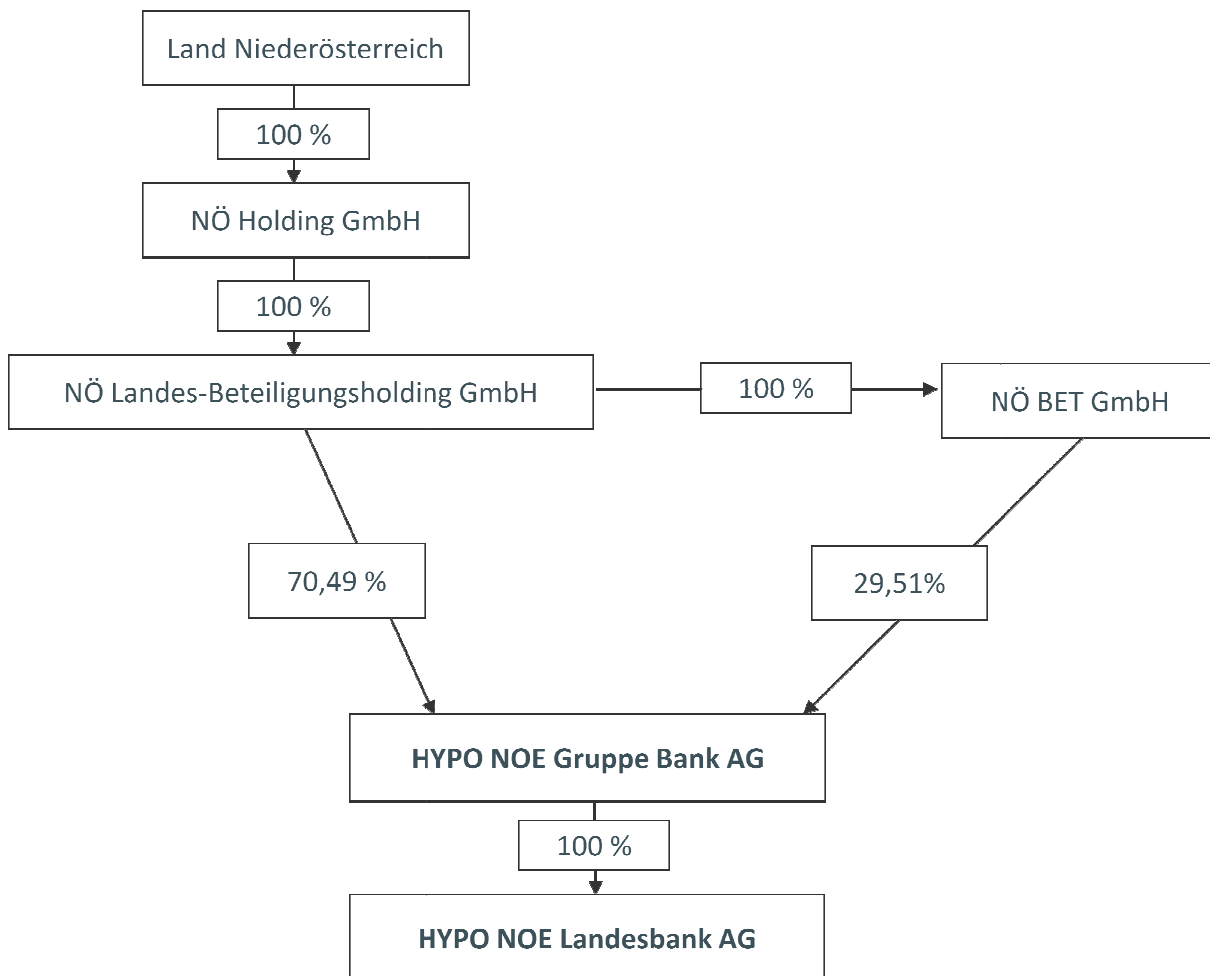 Land Niederösterreich
100 %
NÖ Holding GmbH
100 %
NÖ Landes-Beteiligungsholding GmbH
100 %
NÖ BET GmbH
70,49 %
29,51%
HYPO NOE Gruppe Bank AG
100 %
HYPO NOE Landesbank AG